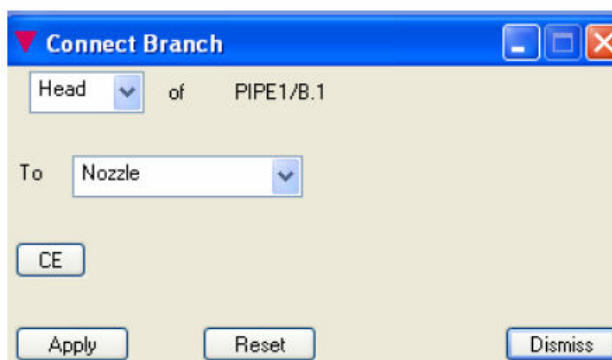 Connect Branch
Head of PIPE1/B.1
To Nozzle
CE
Apply Reset Dismiss